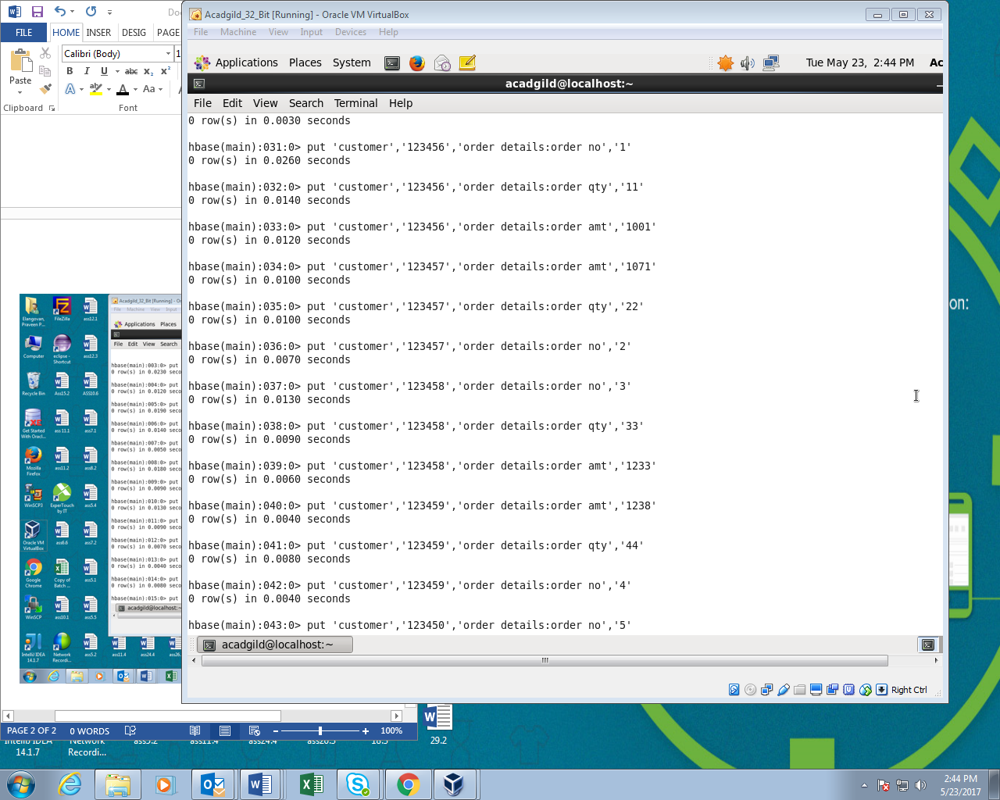 Acadgild_32_Bit [Running] - Oracle VM VirtualBox
File Machine View Input Devices Help
FILE HOME INSER DESIG PAGE
Calibri (Body)
Paste
Clipboard
Font
Applications Places System
Tue May 23, 2:44 PM
acadgild@localhost:~
File Edit View Search Terminal Help
0 row(s) in 0.0030 seconds
hbase(main):031:0> put 'customer','123456','order details:order no','1'
0 row(s) in 0.0260 seconds
hbase(main):032:0> put 'customer','123456','order details:order qty','11'
0 row(s) in 0.0140 seconds
hbase(main):033:0> put 'customer','123456','order details:order amt','1001'
0 row(s) in 0.0120 seconds
hbase(main):034:0> put 'customer','123457','order details:order amt','1071'
0 row(s) in 0.0100 seconds
hbase(main):035:0> put 'customer','123457','order details:order qty','22'
0 row(s) in 0.0100 seconds
hbase(main):036:0> put 'customer','123457','order details:order no','2'
0 row(s) in 0.0070 seconds
hbase(main):037:0> put 'customer','123458','order details:order no','3'
0 row(s) in 0.0130 seconds
hbase(main):038:0> put 'customer','123458','order details:order qty','33'
0 row(s) in 0.0090 seconds
hbase(main):039:0> put 'customer','123458','order details:order amt','1233'
0 row(s) in 0.0060 seconds
hbase(main):040:0> put 'customer','123459','order details:order amt','1238'
0 row(s) in 0.0040 seconds
hbase(main):041:0> put 'customer','123459','order details:order qty','44'
0 row(s) in 0.0080 seconds
hbase(main):042:0> put 'customer','123459','order details:order no','4'
0 row(s) in 0.0040 seconds
hbase(main):043:0> put 'customer','123450','order details:order no','5'
acadgild@localhost:~
Right Ctrl
on:
PAGE 2 OF 2 0 WORDS 100%
29.2
14.1.7 Recordi...
2:44 PM
5/23/2017